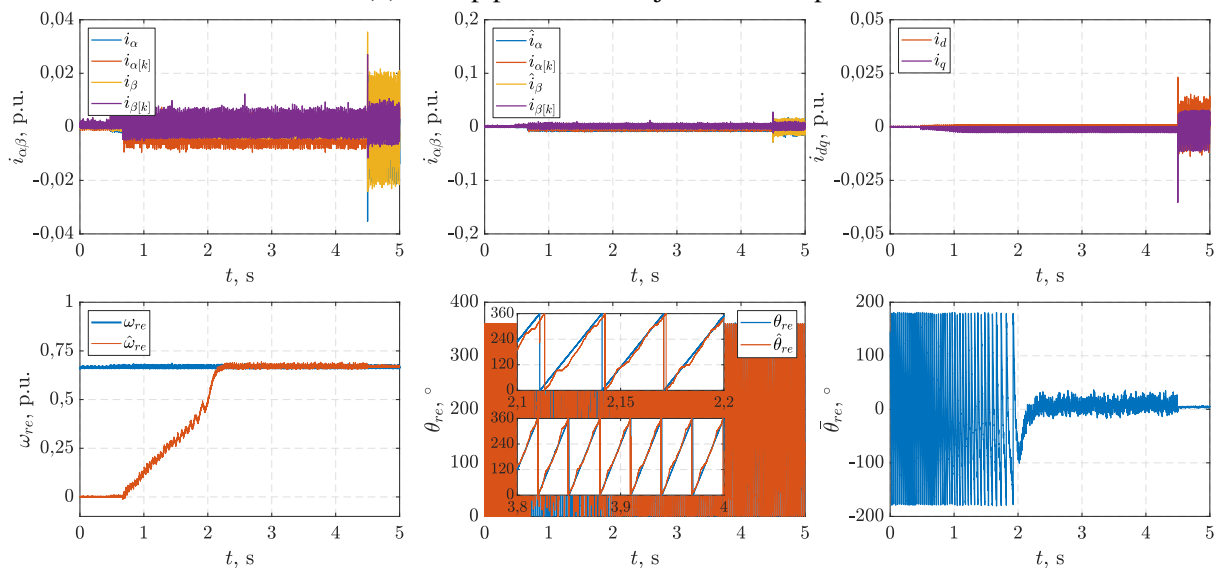 i_α
i_α[k]
i_β
i_β[k]
0,04
0,02
0
-0,02
-0,04
i_αβ, p.u.
0 1 2 3 4 5
t, s
î_α
i_α[k]
î_β
i_β[k]
0,2
0,1
0
-0,1
-0,2
i_αβ, p.u.
0 1 2 3 4 5
t, s
i_d
i_q
0,05
0
-0,05
i_dq, p.u.
0 1 2 3 4 5
t, s
ω_re
ω̂_re
1
0,75
0,5
0,25
0
ω_re, p.u.
0 1 2 3 4 5
t, s
θ_re
θ̂_re
400
300
200
100
0
θ_re, °
360
240
120
0
2,1 2,15 2,2
360
240
120
0
3,8 3,9 4
0 1 2 3 4 5
t, s
200
100
0
-100
-200
θ̄_re, °
0 1 2 3 4 5
t, s